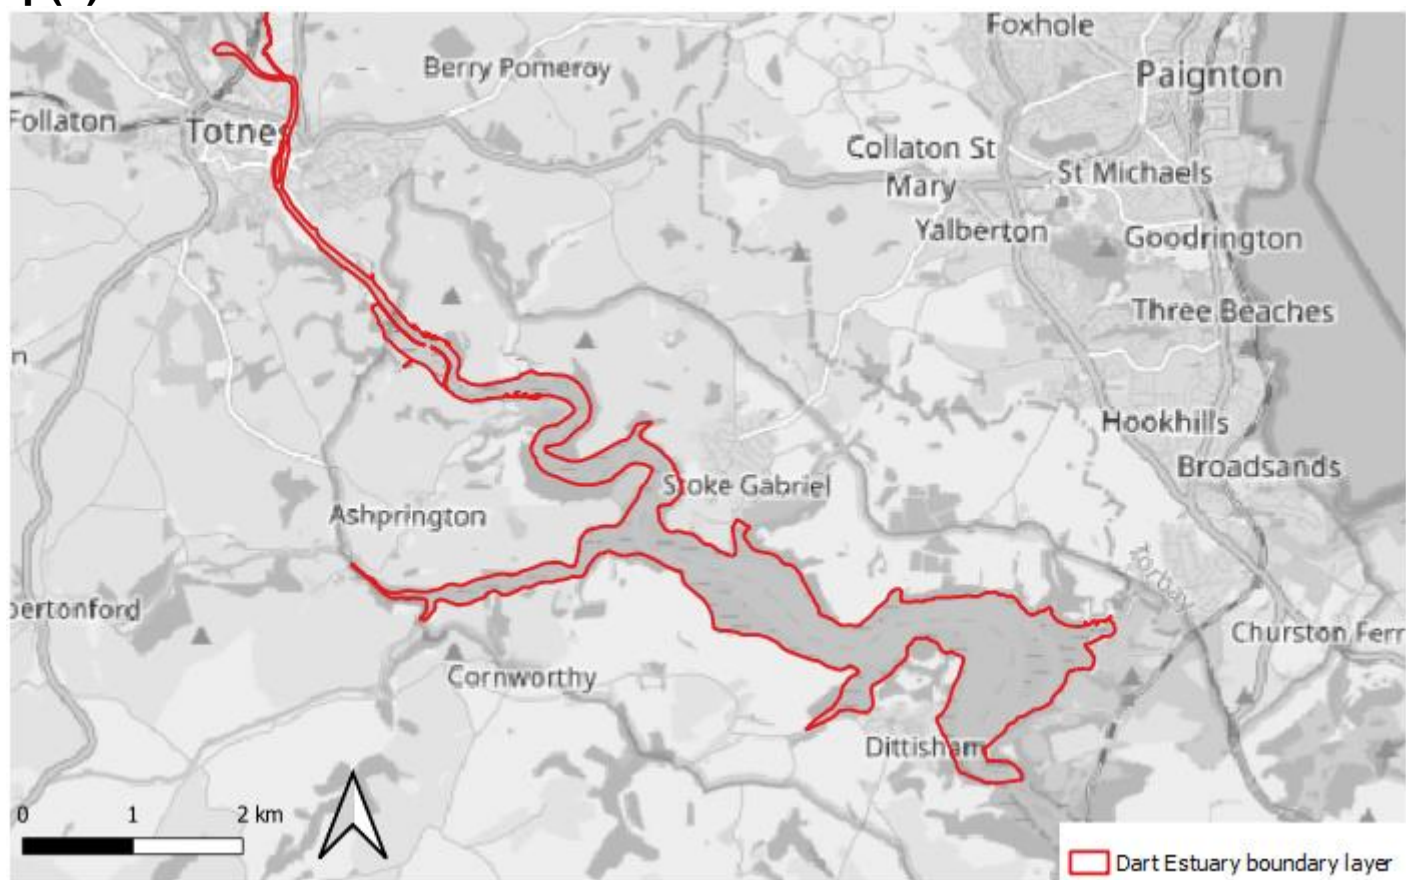 Foxhole
Berry Pomeroy
Paignton
Follaton
Totnes
Collaton St
Mary
St Michaels
Yalberton
Goodrington
Three Beaches
n
Hookhills
Broadsands
Stoke Gabriel
Ashprington
Torbay
bertonford
Churston Ferr
Cornworthy
Dittisham
0 1 2 km
Dart Estuary boundary layer